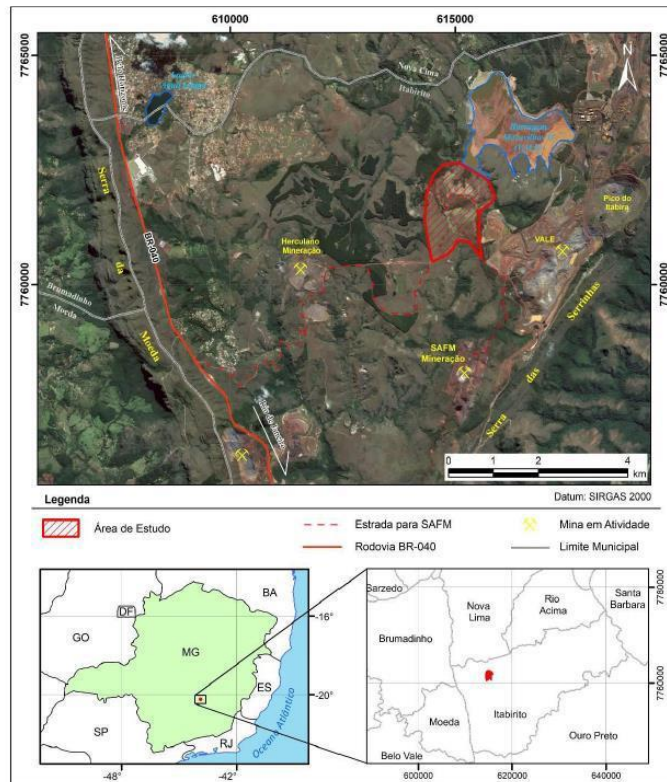 610000
615000
7765000
7765000
N
Nova Lima
Itabirito
Pico do
Itabira
Serra
BR-040
Herculano
Mineração
VALE
7760000
7760000
da
Brumadinho
Moeda
Serrinhas
Moeda
SAFM
Mineração
das
Serra
0 1 2 4
km
Legenda
Datum: SIRGAS 2000
Área de Estudo
Estrada para SAFM
Mina em Atividade
Rodovia BR-040
Limite Municipal
BA
DF
-16°
GO
MG
-20°
ES
SP
RJ
Oceano Atlântico
-48°
-42°
Sarzedo
Nova
Lima
Rio
Acima
Santa
Barbara
7780000
Brumadinho
7760000
Moeda
Itabirito
Ouro Preto
Belo Vale
600000
620000
640000